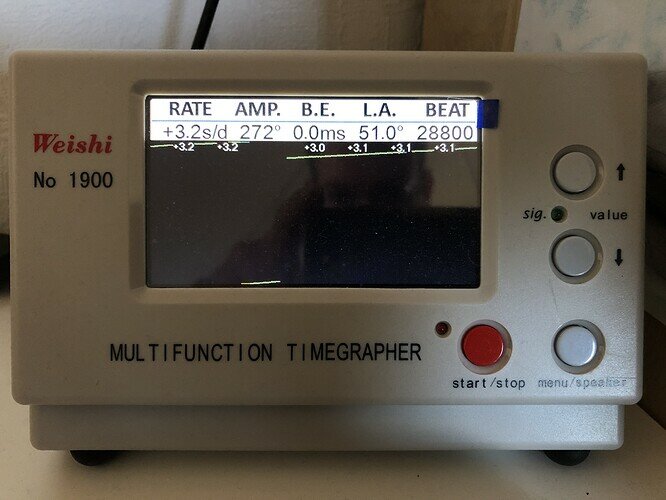 RATE AMP. B.E. L.A. BEAT
+3.2s/d 272° 0.0ms 51.0° 28800
+3.2 +3.2 +3.0 +3.1 +3.1 +3.1
Weishi
No 1900
sig. value
MULTIFUNCTION TIMEGRAPHER
start/stop menu/speaker